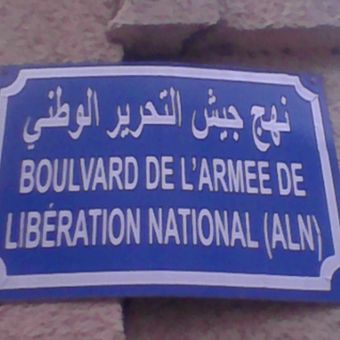 نهج جيش التحرير الوطني
BOULVARD DE L'ARMEE DE
LIBÉRATION NATIONAL (ALN)